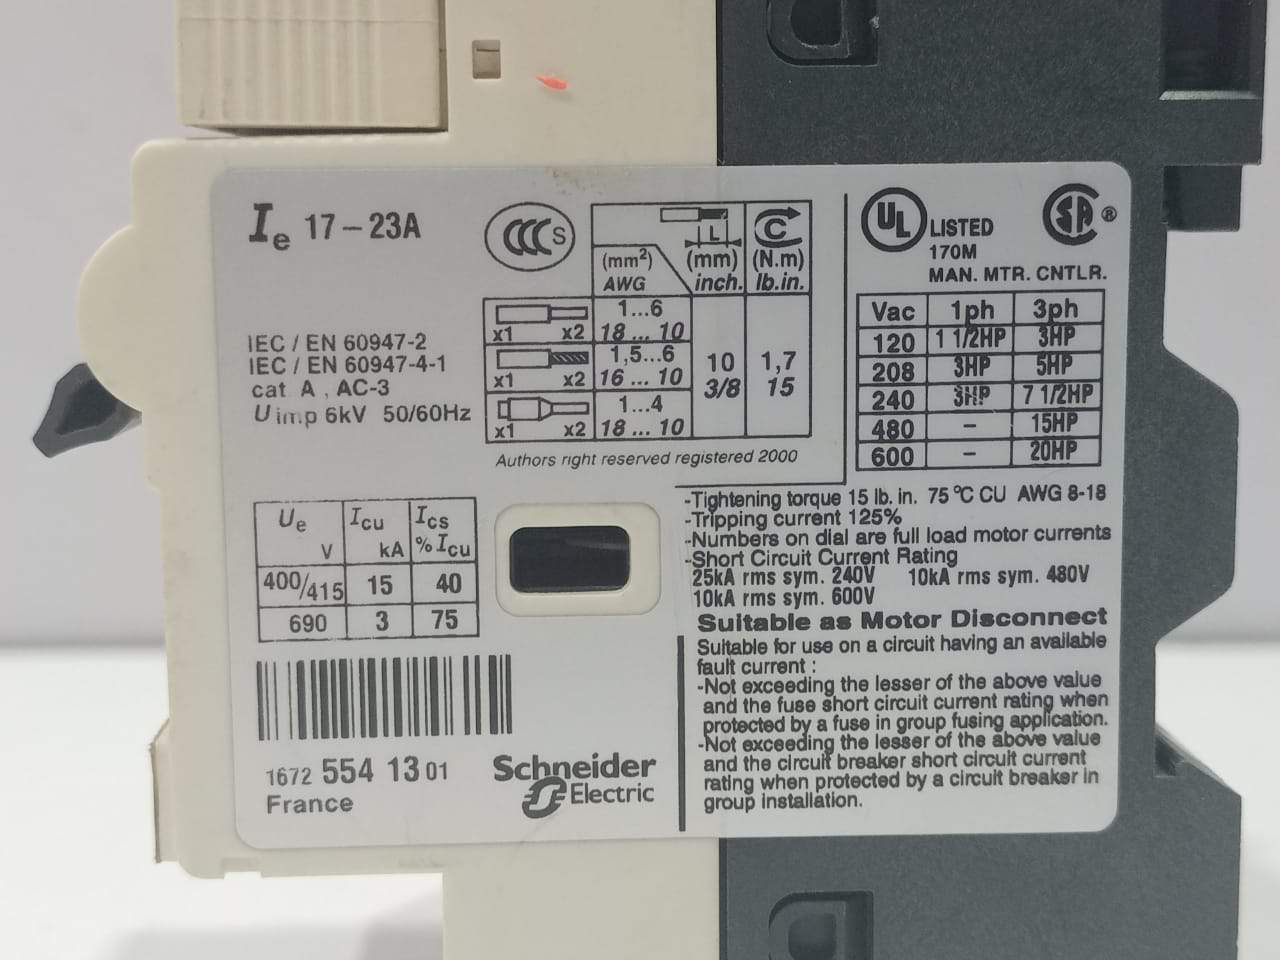 Ie 17-23A
IEC / EN 60947-2
IEC / EN 60947-4-1
cat A , AC-3
U imp 6kV 50/60Hz
CCC S
L
C
(mm²) (mm) (N.m)
AWG inch. lb.in.
1...6
x1 x2 18 ... 10
1,5...6
x1 x2 16 ... 10
10 1,7
3/8 15
1...4
x1 x2 18 ... 10
Authors right reserved registered 2000
UL LISTED SA ®
170M
MAN. MTR. CNTLR.
Vac 1ph 3ph
120 1 1/2HP 3HP
208 3HP 5HP
240 3HP 7 1/2HP
480 - 15HP
600 - 20HP
Ue Icu Ics
V kA % Icu
400/415 15 40
690 3 75
1672 554 13 01
France
Schneider
Electric
-Tightening torque 15 lb. in. 75 °C CU AWG 8-18
-Tripping current 125%
-Numbers on dial are full load motor currents
-Short Circuit Current Rating
25kA rms sym. 240V 10kA rms sym. 480V
10kA rms sym. 600V
Suitable as Motor Disconnect
Suitable for use on a circuit having an available
fault current :
-Not exceeding the lesser of the above value
and the fuse short circuit current rating when
protected by a fuse in group fusing application.
-Not exceeding the lesser of the above value
and the circuit breaker short circuit current
rating when protected by a circuit breaker in
group installation.